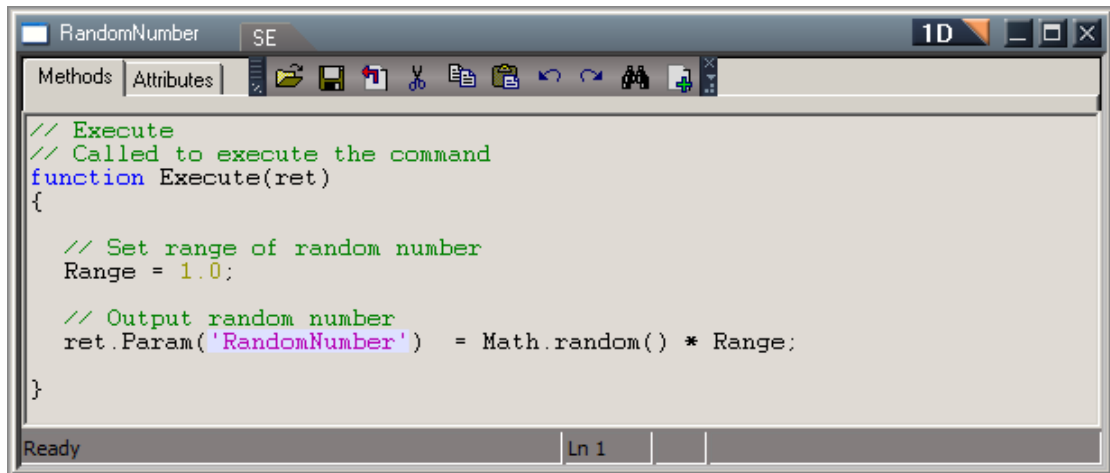 RandomNumber SE 1D
Methods Attributes
// Execute
// Called to execute the command
function Execute(ret)
{
// Set range of random number
Range = 1.0;
// Output random number
ret.Param('RandomNumber')  = Math.random() * Range;
}
Ready Ln 1